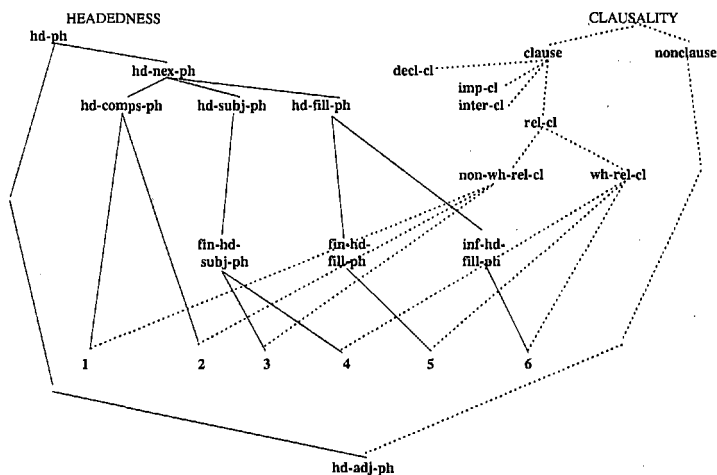 HEADEDNESS
CLAUSALITY
hd-ph
clause
nonclause
hd-nex-ph
decl-cl
imp-cl
inter-cl
hd-comps-ph
hd-subj-ph
hd-fill-ph
rel-cl
non-wh-rel-cl
wh-rel-cl
fin-hd-
subj-ph
fin-hd-
fill-ph
inf-hd-
fill-ph
1
2
3
4
5
6
hd-adj-ph